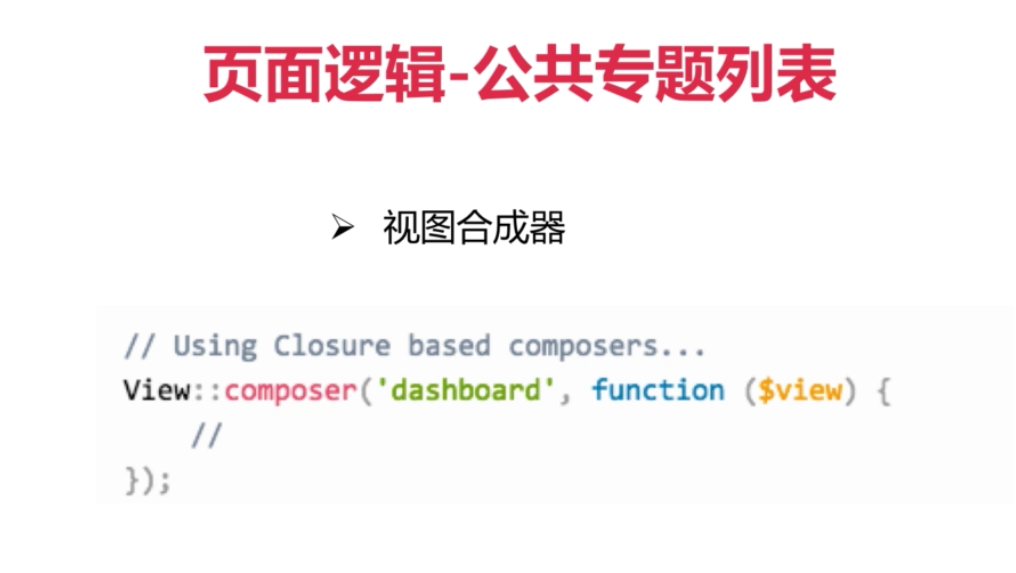 页面逻辑-公共专题列表
➢ 视图合成器
// Using Closure based composers...
View::composer('dashboard', function ($view) {
    //
});